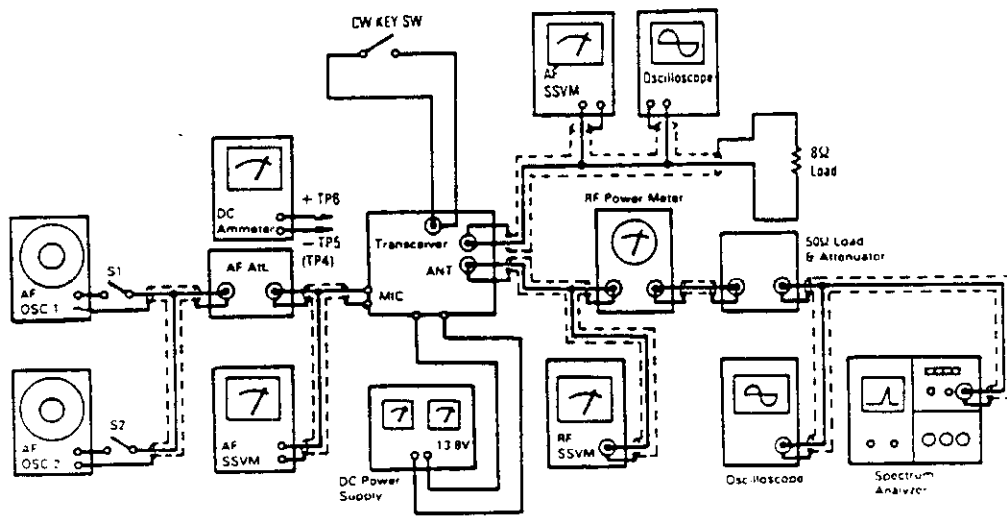 CW KEY SW
AF
SSVM
Oscilloscope
8Ω
Load
DC
Ammeter
+ TP6
- TP5
(TP4)
RF Power Meter
Transceiver
ANT
MIC
50Ω Load
& Attenuator
AF
OSC 1
S1
AF Att.
AF
OSC 2
S2
AF
SSVM
13.8V
DC Power
Supply
RF
SSVM
Oscilloscope
Spectrum
Analyzer